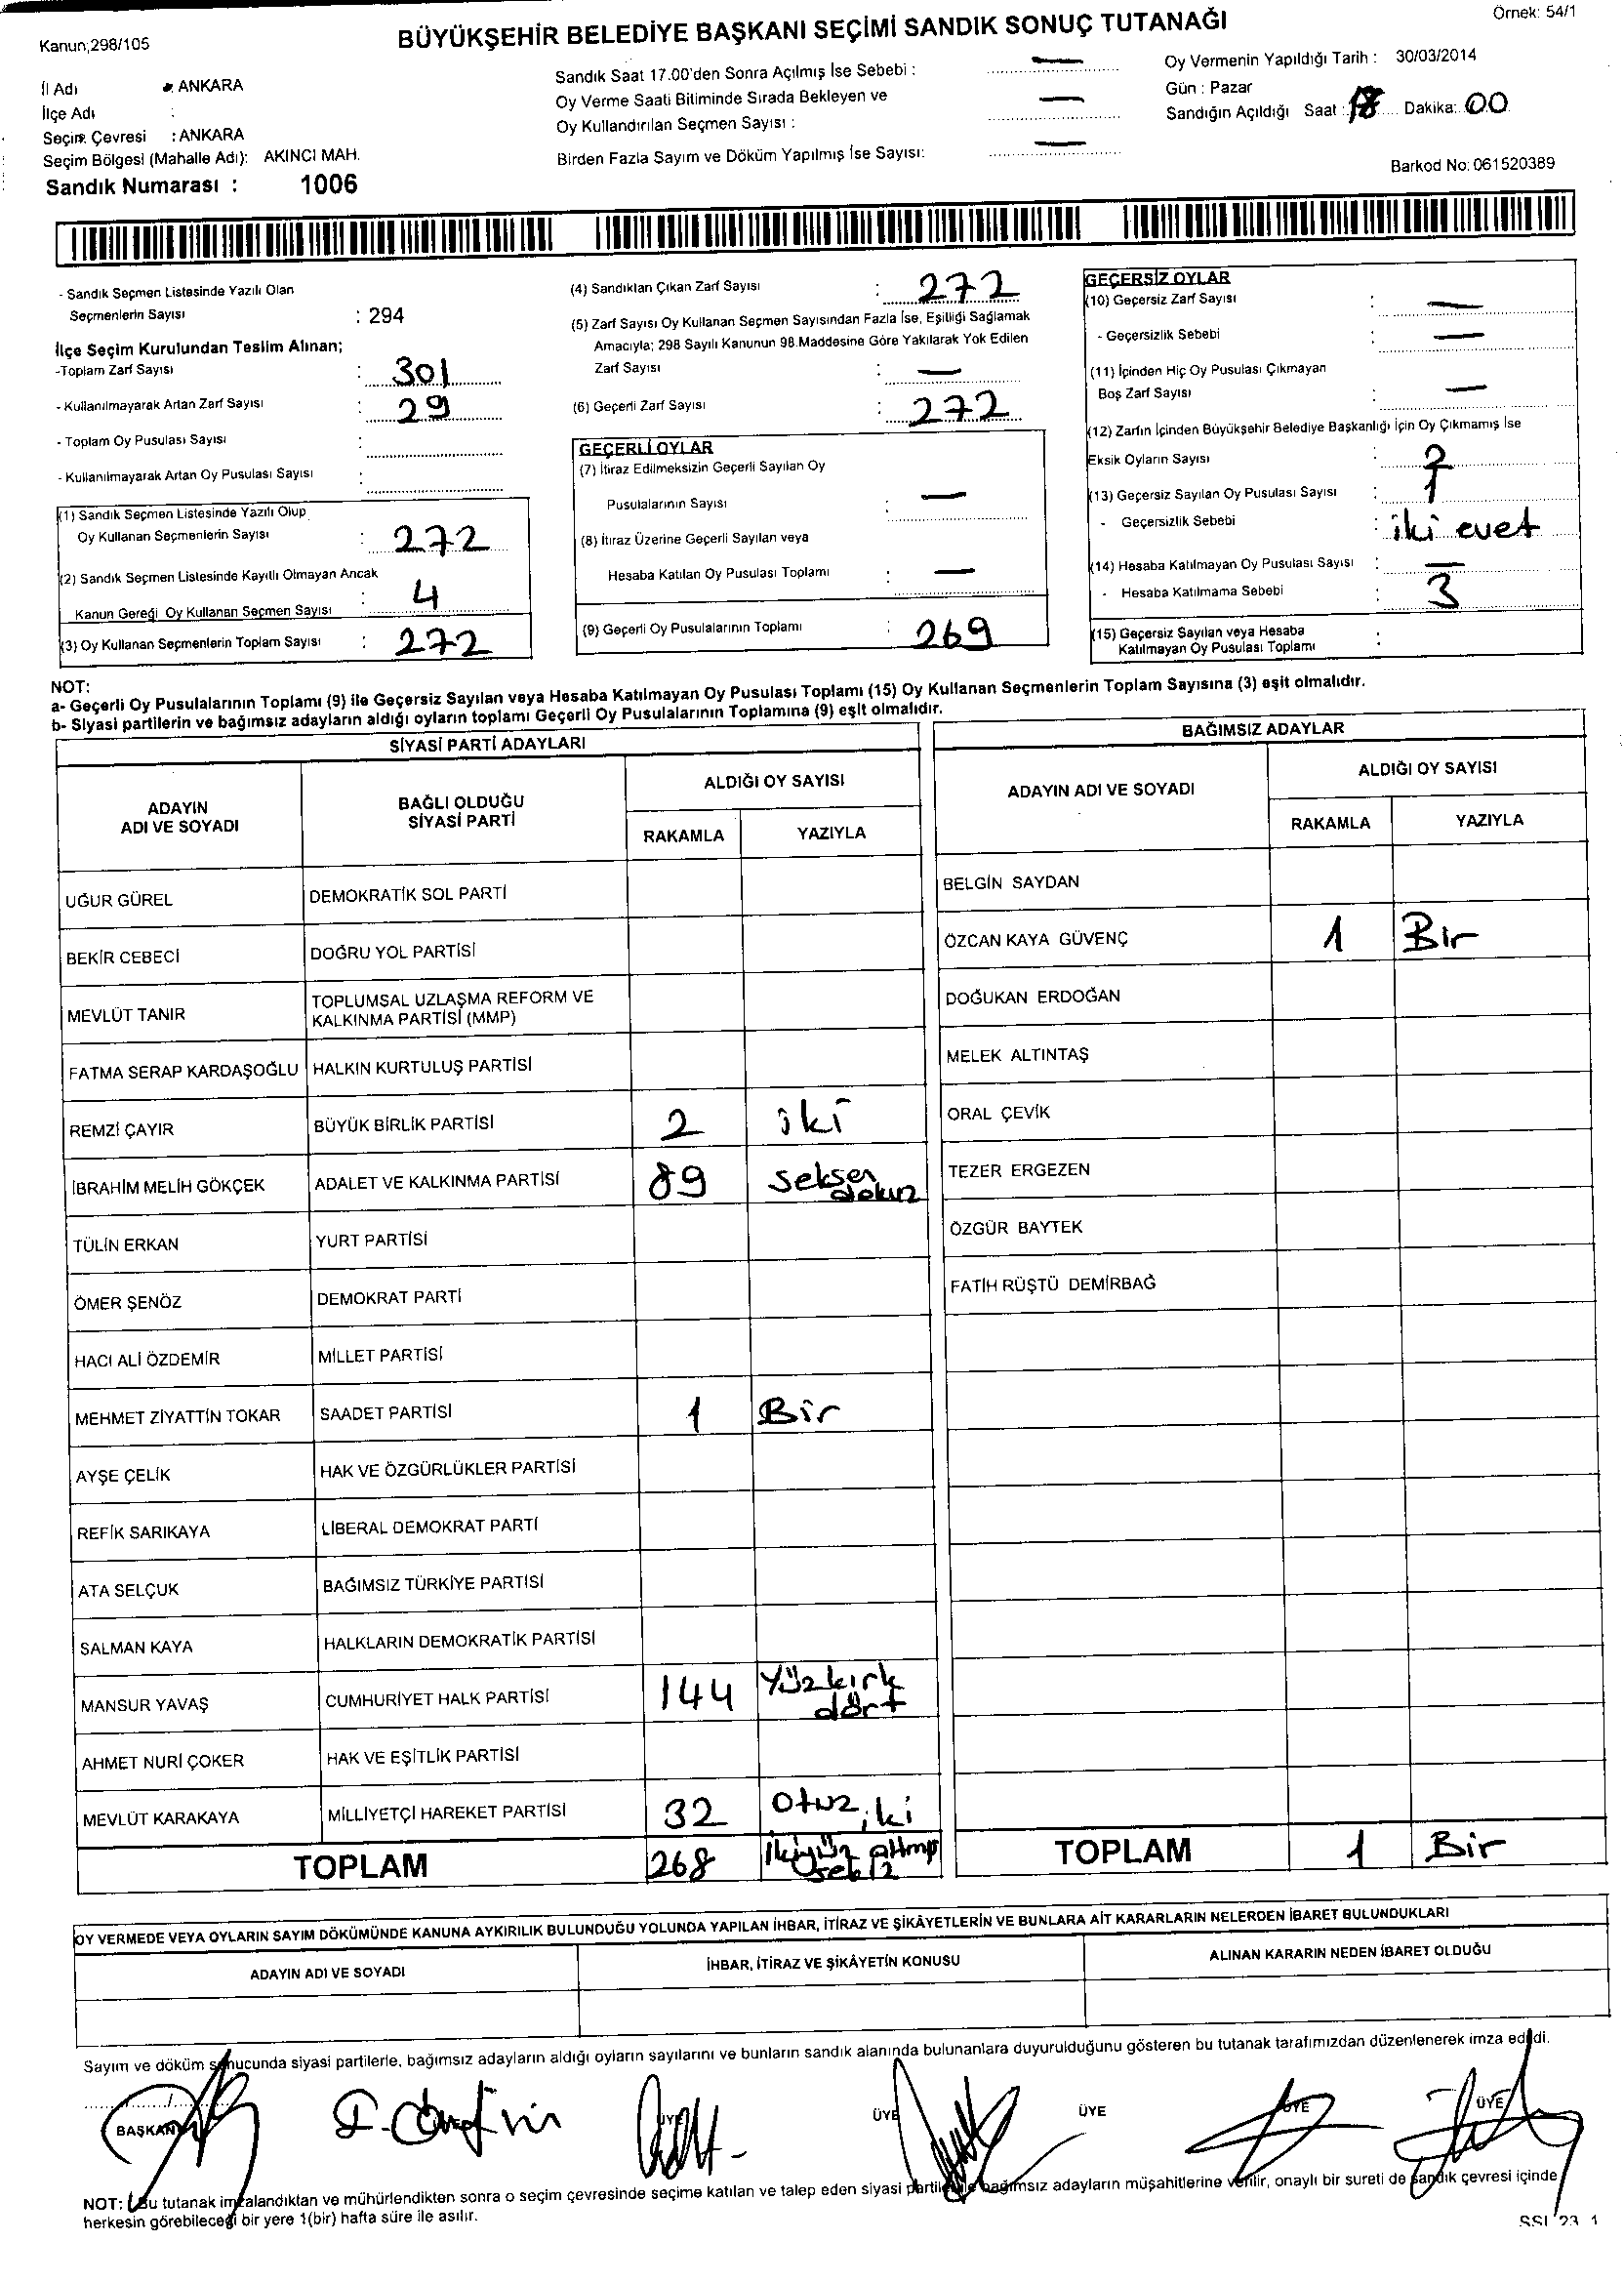 Örnek: 54/1
Kanun;298/105
BÜYÜKŞEHİR BELEDİYE BAŞKANI SEÇİMİ SANDIK SONUÇ TUTANAĞI
İl Adı : ANKARA
İlçe Adı :
Seçim Çevresi : ANKARA
Seçim Bölgesi (Mahalle Adı): AKINCI MAH.
Sandık Numarası : 1006
Sandık Saat 17.00'den Sonra Açılmış İse Sebebi : —
Oy Verme Saati Bitiminde Sırada Bekleyen ve
Oy Kullandırılan Seçmen Sayısı : —
Birden Fazla Sayım ve Döküm Yapılmış İse Sayısı: —
Oy Vermenin Yapıldığı Tarih : 30/03/2014
Gün : Pazar
Sandığın Açıldığı Saat : 18 Dakika: 00
Barkod No: 061520389
- Sandık Seçmen Listesinde Yazılı Olan
Seçmenlerin Sayısı : 294
İlçe Seçim Kurulundan Teslim Alınan;
-Toplam Zarf Sayısı : 301
- Kullanılmayarak Artan Zarf Sayısı : 29
- Toplam Oy Pusulası Sayısı :
- Kullanılmayarak Artan Oy Pusulası Sayısı :
(1) Sandık Seçmen Listesinde Yazılı Olup
Oy Kullanan Seçmenlerin Sayısı : 272
(2) Sandık Seçmen Listesinde Kayıtlı Olmayan Ancak
Kanun Gereği Oy Kullanan Seçmen Sayısı : 4
(3) Oy Kullanan Seçmenlerin Toplam Sayısı : 272
(4) Sandıktan Çıkan Zarf Sayısı : 272
(5) Zarf Sayısı Oy Kullanan Seçmen Sayısından Fazla İse, Eşitliği Sağlamak
Amacıyla; 298 Sayılı Kanunun 98.Maddesine Göre Yakılarak Yok Edilen
Zarf Sayısı : —
(6) Geçerli Zarf Sayısı : 272
GEÇERLİ OYLAR
(7) İtiraz Edilmeksizin Geçerli Sayılan Oy
Pusulalarının Sayısı : —
(8) İtiraz Üzerine Geçerli Sayılan veya
Hesaba Katılan Oy Pusulası Toplamı : —
(9) Geçerli Oy Pusulalarının Toplamı : 269
GEÇERSİZ OYLAR
(10) Geçersiz Zarf Sayısı : —
- Geçersizlik Sebebi : —
(11) İçinden Hiç Oy Pusulası Çıkmayan
Boş Zarf Sayısı : —
(12) Zarfın İçinden Büyükşehir Belediye Başkanlığı İçin Oy Çıkmamış İse
Eksik Oyların Sayısı :
(13) Geçersiz Sayılan Oy Pusulası Sayısı :
- Geçersizlik Sebebi : iki evet
(14) Hesaba Katılmayan Oy Pusulası Sayısı : —
- Hesaba Katılmama Sebebi : 3
(15) Geçersiz Sayılan veya Hesaba
Katılmayan Oy Pusulası Toplamı :
NOT:
a- Geçerli Oy Pusulalarının Toplamı (9) ile Geçersiz Sayılan veya Hesaba Katılmayan Oy Pusulası Toplamı (15) Oy Kullanan Seçmenlerin Toplam Sayısına (3) eşit olmalıdır.
b- Siyasi partilerin ve bağımsız adayların aldığı oyların toplamı Geçerli Oy Pusulalarının Toplamına (9) eşit olmalıdır.
SİYASİ PARTİ ADAYLARI
ADAYIN ADI VE SOYADI BAĞLI OLDUĞU SİYASİ PARTİ ALDIĞI OY SAYISI
RAKAMLA YAZIYLA
UĞUR GÜREL DEMOKRATİK SOL PARTİ
BEKİR CEBECİ DOĞRU YOL PARTİSİ
MEVLÜT TANIR TOPLUMSAL UZLAŞMA REFORM VE KALKINMA PARTİSİ (MMP)
FATMA SERAP KARDAŞOĞLU HALKIN KURTULUŞ PARTİSİ
REMZİ ÇAYIR BÜYÜK BİRLİK PARTİSİ 2 iki
İBRAHİM MELİH GÖKÇEK ADALET VE KALKINMA PARTİSİ 89 seksen dokuz
TÜLİN ERKAN YURT PARTİSİ
ÖMER ŞENÖZ DEMOKRAT PARTİ
HACI ALİ ÖZDEMİR MİLLET PARTİSİ
MEHMET ZİYATTİN TOKAR SAADET PARTİSİ 1 Bir
AYŞE ÇELİK HAK VE ÖZGÜRLÜKLER PARTİSİ
REFİK SARIKAYA LİBERAL DEMOKRAT PARTİ
ATA SELÇUK BAĞIMSIZ TÜRKİYE PARTİSİ
SALMAN KAYA HALKLARIN DEMOKRATİK PARTİSİ
MANSUR YAVAŞ CUMHURİYET HALK PARTİSİ 144 Yüzkırk dört
AHMET NURİ ÇOKER HAK VE EŞİTLİK PARTİSİ
MEVLÜT KARAKAYA MİLLİYETÇİ HAREKET PARTİSİ 32 Otuz iki
TOPLAM 268 ikiyüz altmış sekiz
BAĞIMSIZ ADAYLAR
ADAYIN ADI VE SOYADI ALDIĞI OY SAYISI
RAKAMLA YAZIYLA
BELGİN SAYDAN
ÖZCAN KAYA GÜVENÇ 1 Bir
DOĞUKAN ERDOĞAN
MELEK ALTINTAŞ
ORAL ÇEVİK
TEZER ERGEZEN
ÖZGÜR BAYTEK
FATİH RÜŞTÜ DEMİRBAĞ
TOPLAM 1 Bir
OY VERMEDE VEYA OYLARIN SAYIM DÖKÜMÜNDE KANUNA AYKIRILIK BULUNDUĞU YOLUNDA YAPILAN İHBAR, İTİRAZ VE ŞİKÂYETLERİN VE BUNLARA AİT KARARLARIN NELERDEN İBARET BULUNDUKLARI
ADAYIN ADI VE SOYADI İHBAR, İTİRAZ VE ŞİKÂYETİN KONUSU ALINAN KARARIN NEDEN İBARET OLDUĞU
Sayım ve döküm sonucunda siyasi partilerle, bağımsız adayların aldığı oyların sayılarını ve bunların sandık alanında bulunanlara duyurulduğunu gösteren bu tutanak tarafımızdan düzenlenerek imza edildi.
BAŞKAN ÜYE ÜYE ÜYE ÜYE ÜYE
NOT: Bu tutanak imzalandıktan ve mühürlendikten sonra o seçim çevresinde seçime katılan ve talep eden siyasi partilerle bağımsız adayların müşahitlerine verilir, onaylı bir sureti de sandık çevresi içinde
herkesin görebileceği bir yere 1(bir) hafta süre ile asılır.